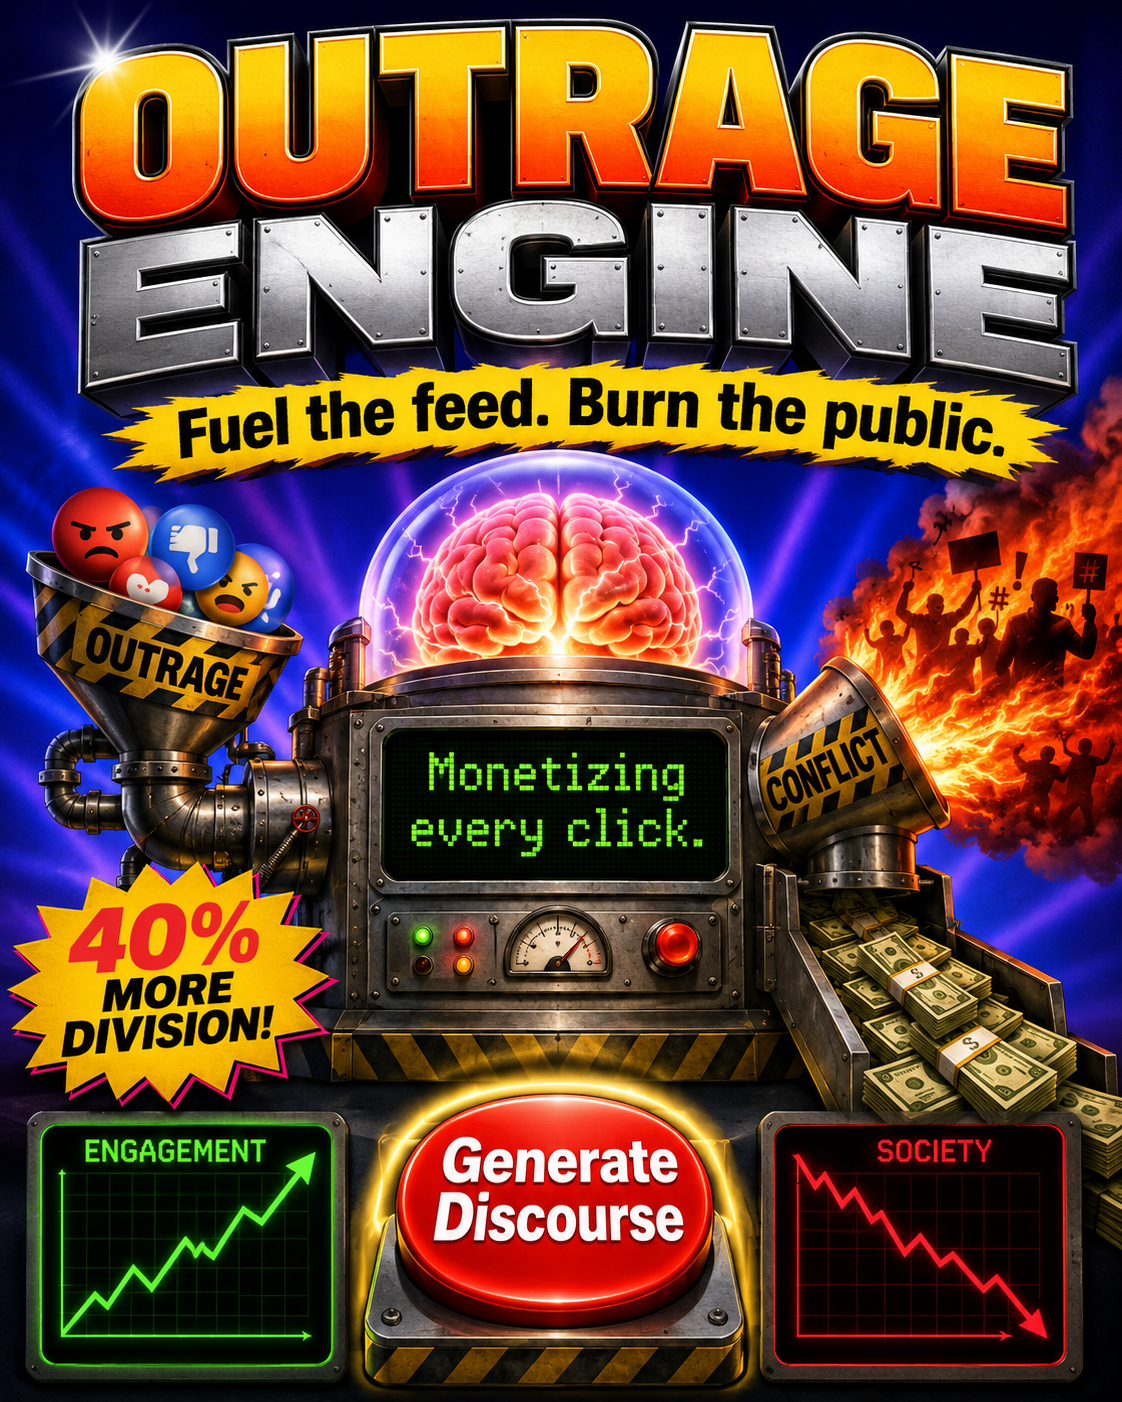 OUTRAGE
ENGINE
Fuel the feed. Burn the public.
OUTRAGE
#
!
#
Monetizing
every click.
CONFLICT
40%
MORE
DIVISION!
$
$
ENGAGEMENT
Generate
Discourse
SOCIETY